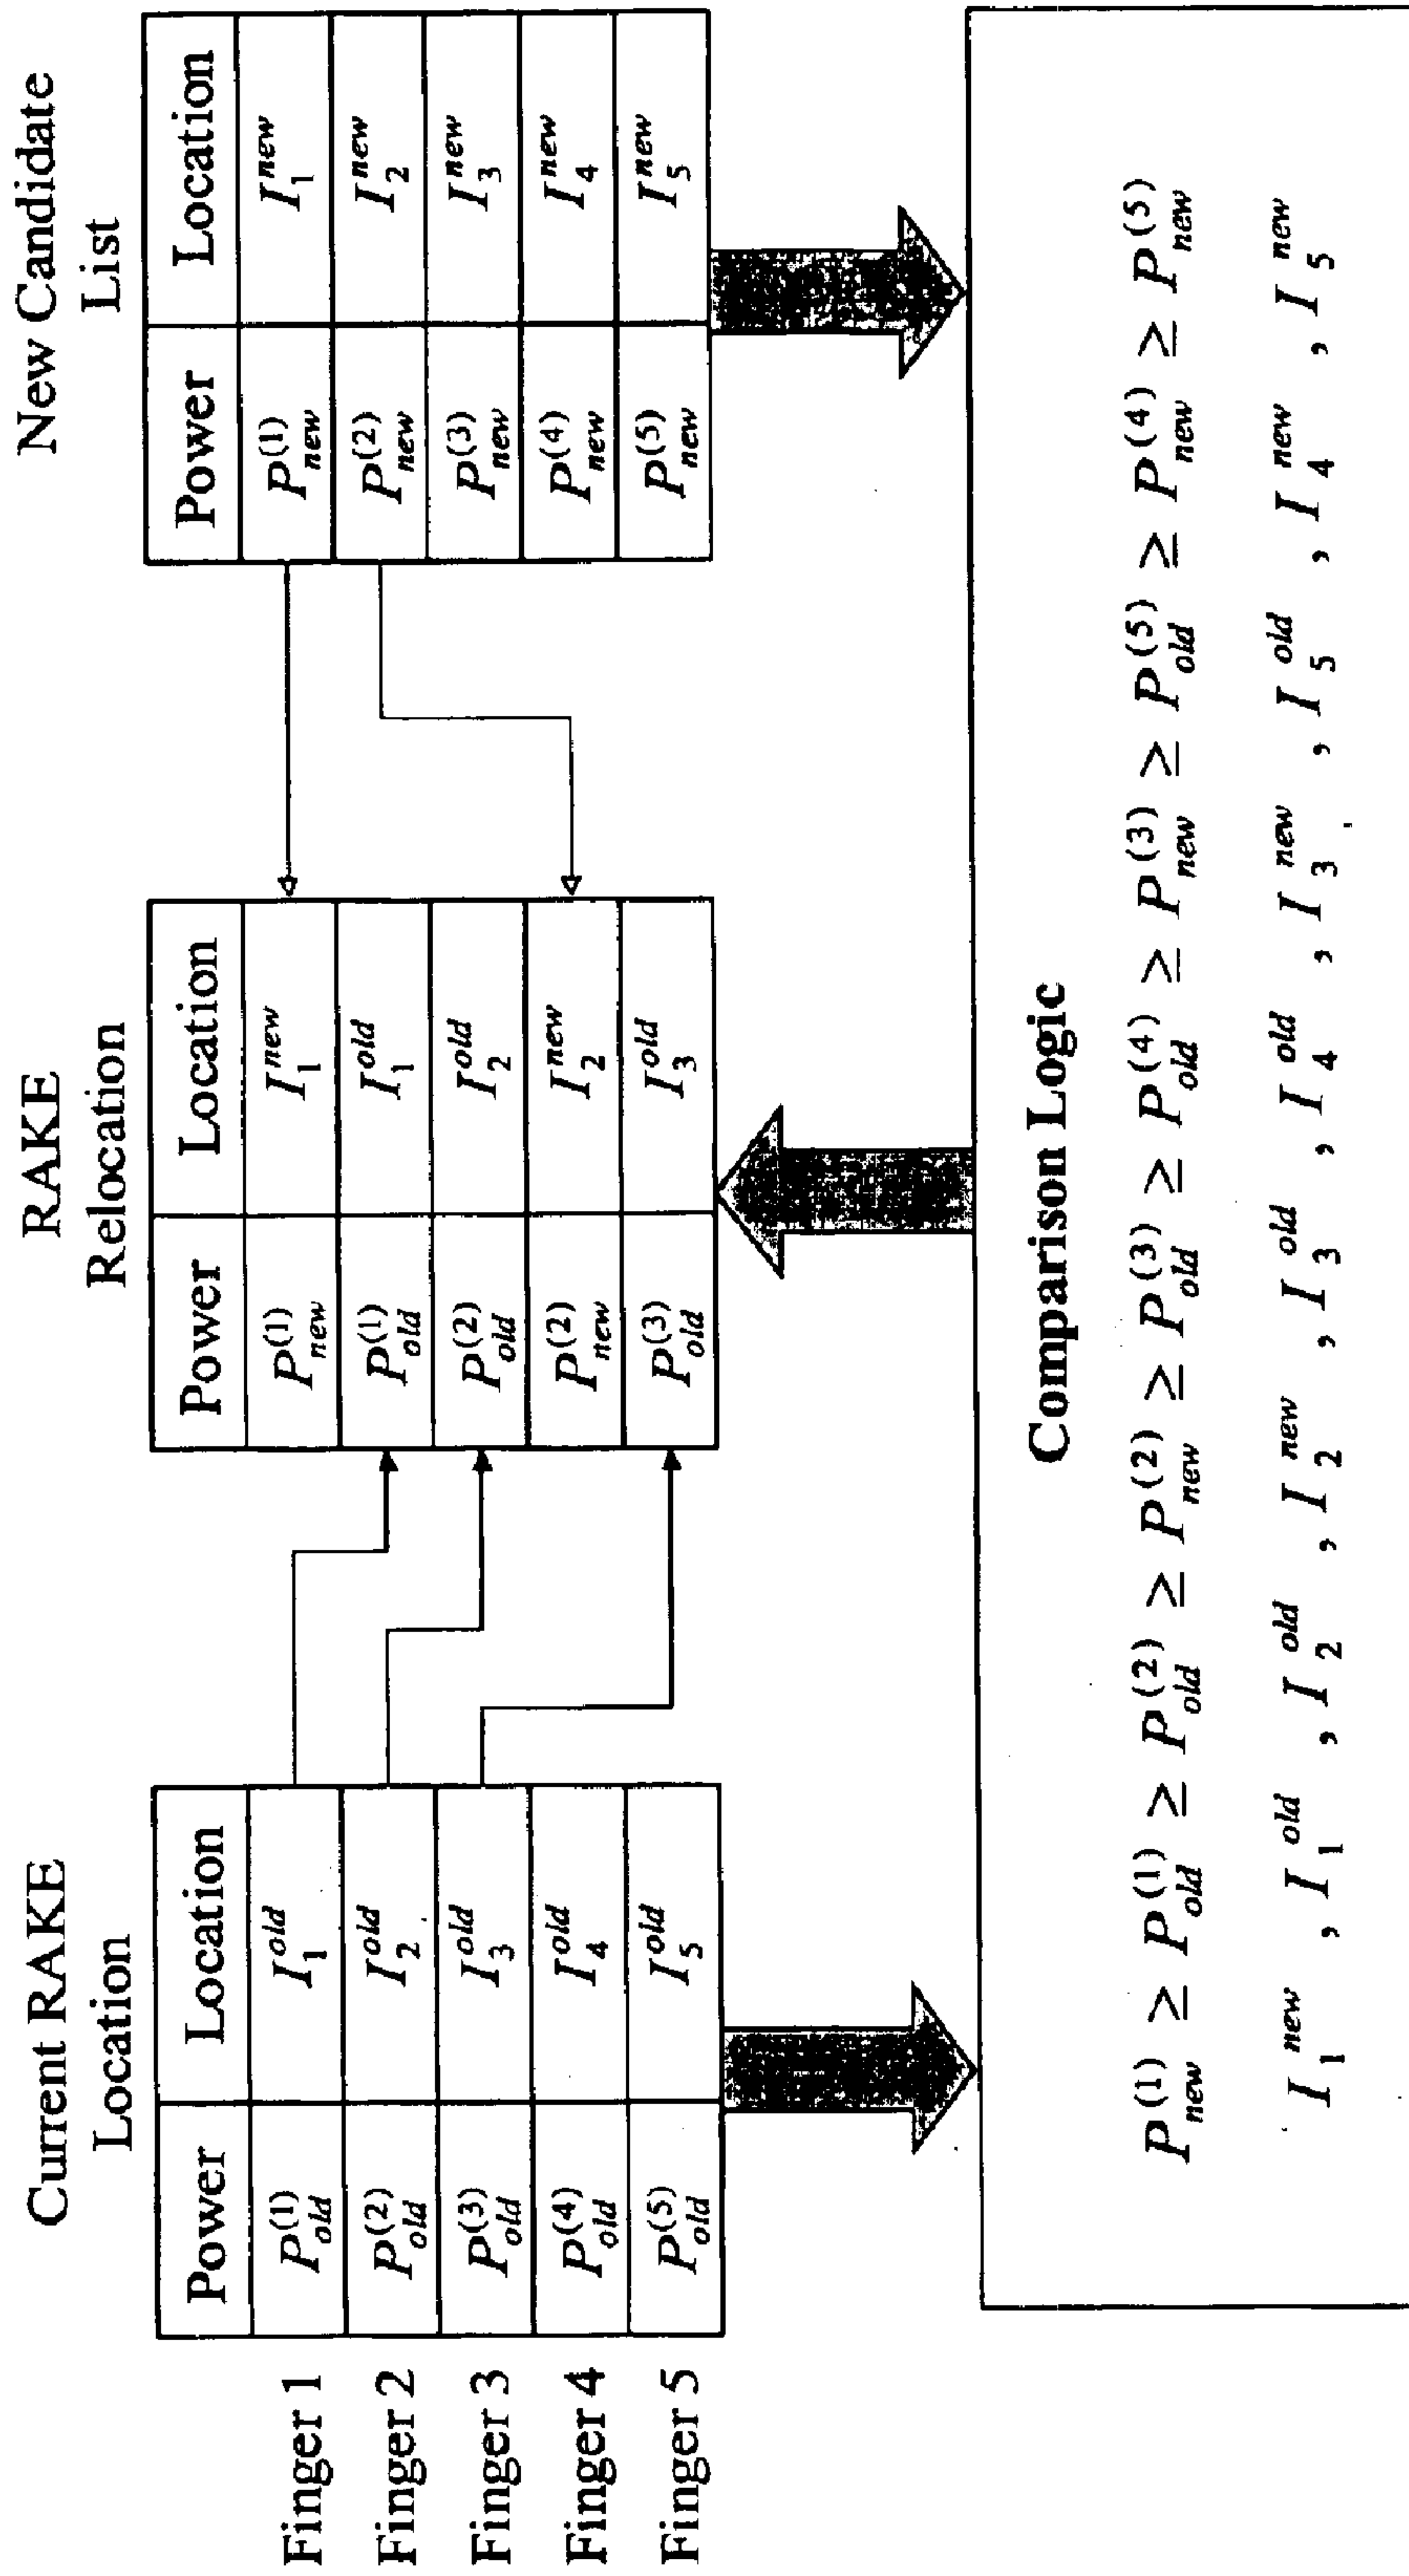 Current RAKE
Location
RAKE
Relocation
New Candidate
List
Power Location
Power Location
Power Location
Finger 1 P_old^(1) I_1^old
P_new^(1) I_1^new
P_new^(1) I_1^new
Finger 2 P_old^(2) I_2^old
P_old^(1) I_1^old
P_new^(2) I_2^new
Finger 3 P_old^(3) I_3^old
P_old^(2) I_2^old
P_new^(3) I_3^new
Finger 4 P_old^(4) I_4^old
P_new^(2) I_2^new
P_new^(4) I_4^new
Finger 5 P_old^(5) I_5^old
P_old^(3) I_3^old
P_new^(5) I_5^new
Comparison Logic
P_new^(1) ≥ P_old^(1) ≥ P_old^(2) ≥ P_new^(2) ≥ P_old^(3) ≥ P_old^(4) ≥ P_new^(3) ≥ P_old^(5) ≥ P_new^(4) ≥ P_new^(5)
I_1^new , I_1^old , I_2^old , I_2^new , I_3^old , I_4^old , I_3^new , I_5^old , I_4^new , I_5^new